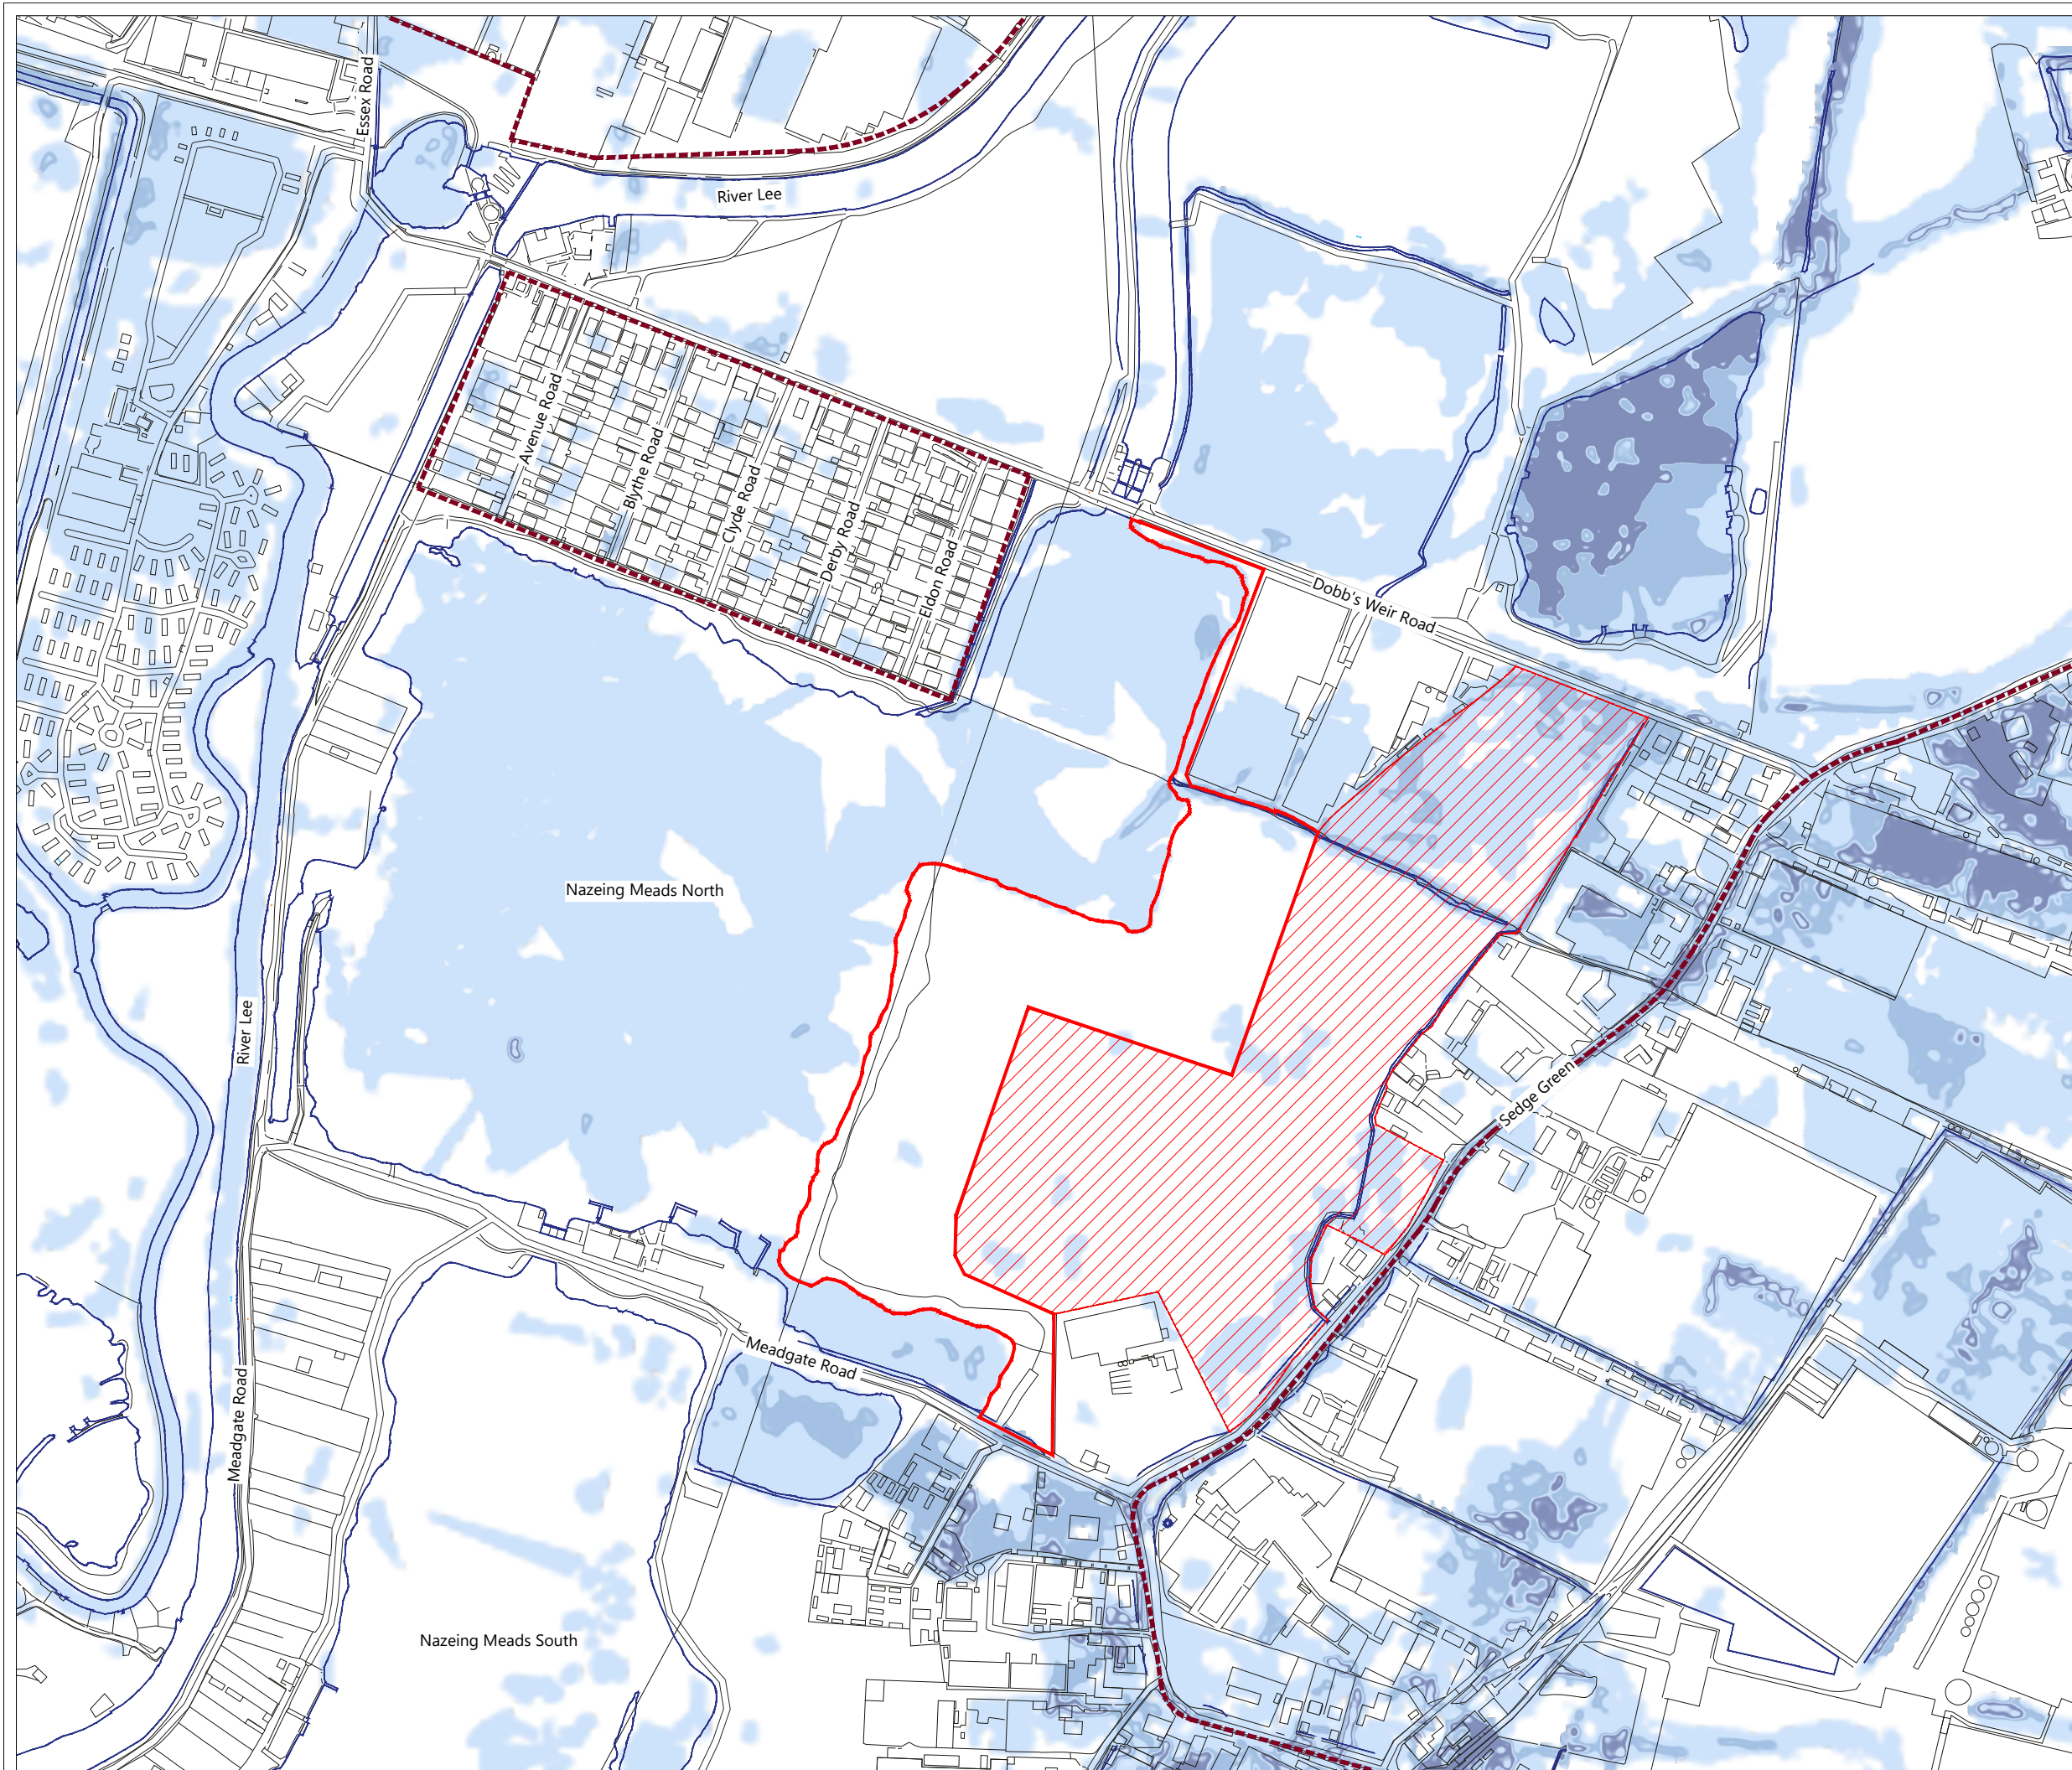 Essex Road
River Lee
Avenue Road
Blythe Road
Clyde Road
Derby Road
Eldon Road
Dobb's Weir Road
Nazeing Meads North
River Lee
Sedge Green
Meadgate Road
Meadgate Road
Nazeing Meads South